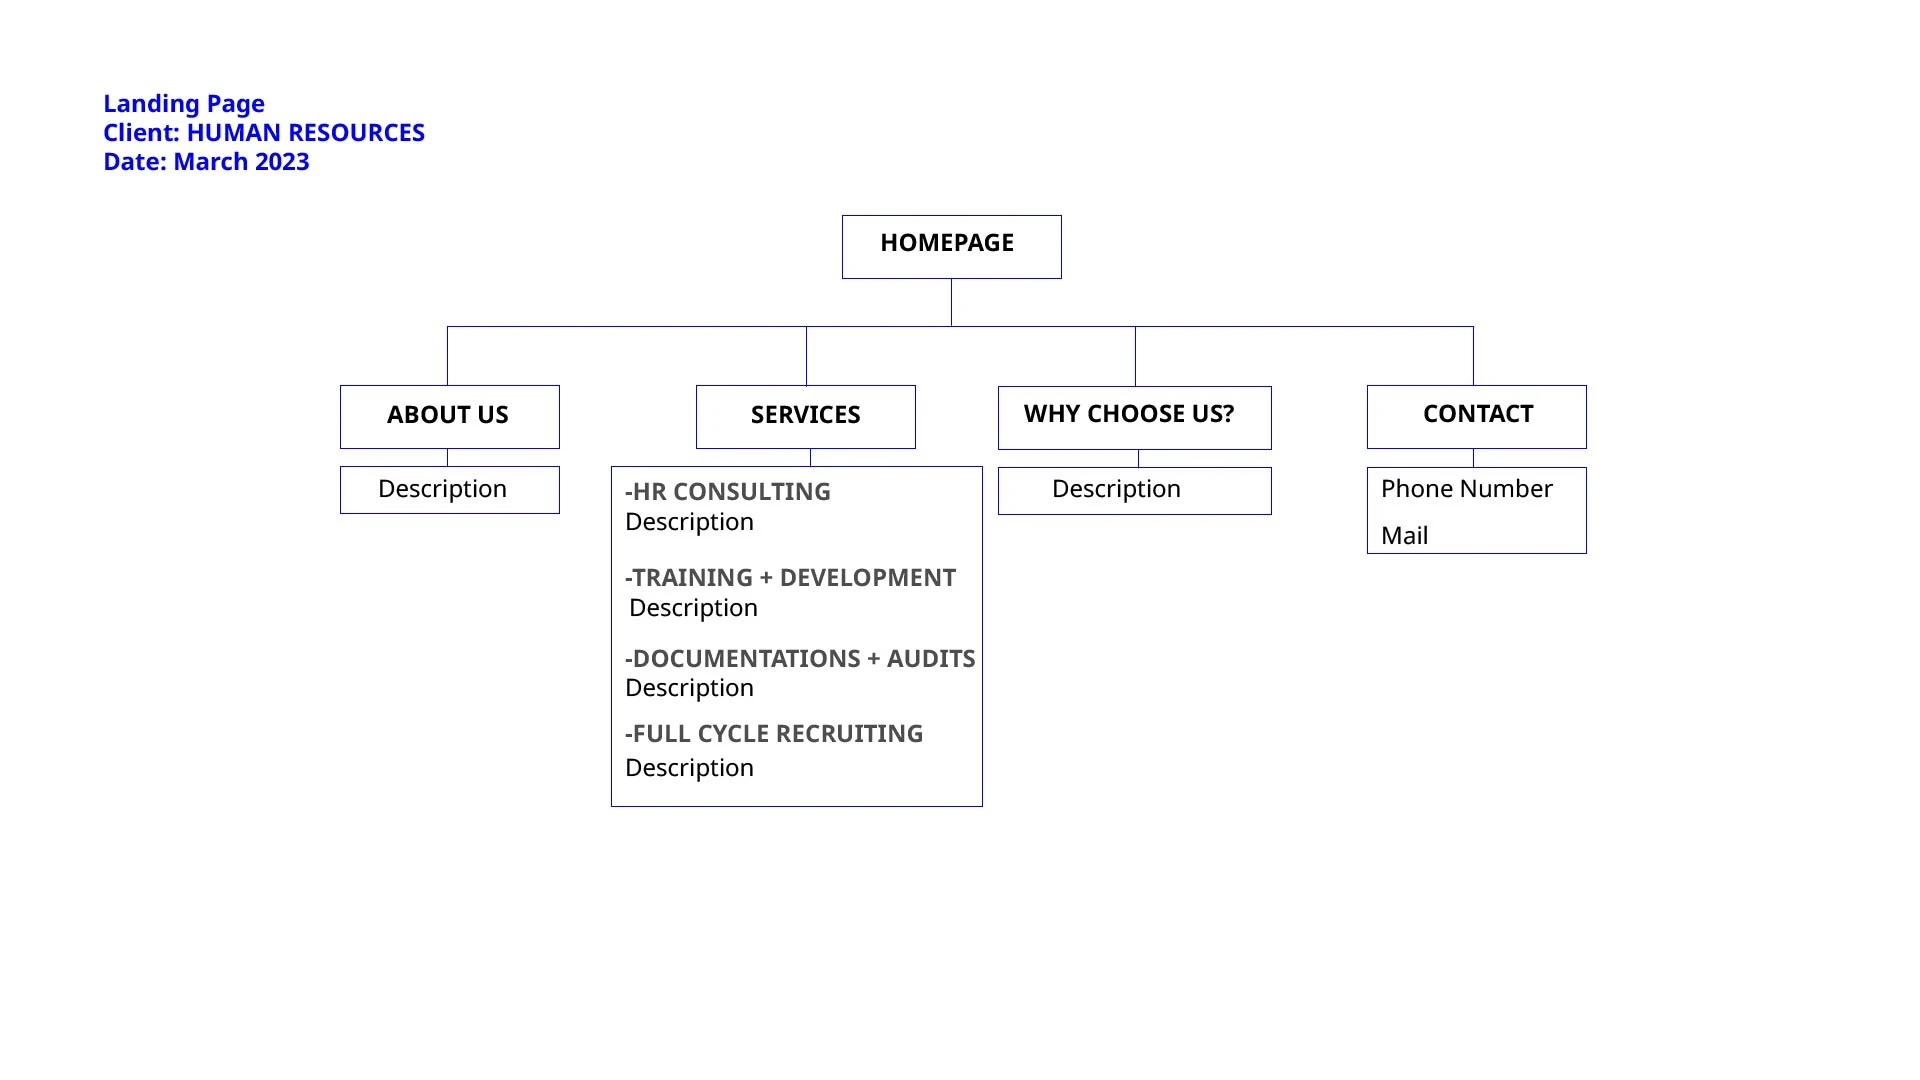 Landing Page
Client: HUMAN RESOURCES
Date: March 2023
HOMEPAGE
ABOUT US
Description
SERVICES
-HR CONSULTING
Description
-TRAINING + DEVELOPMENT
Description
-DOCUMENTATIONS + AUDITS
Description
-FULL CYCLE RECRUITING
Description
WHY CHOOSE US?
Description
CONTACT
Phone Number
Mail